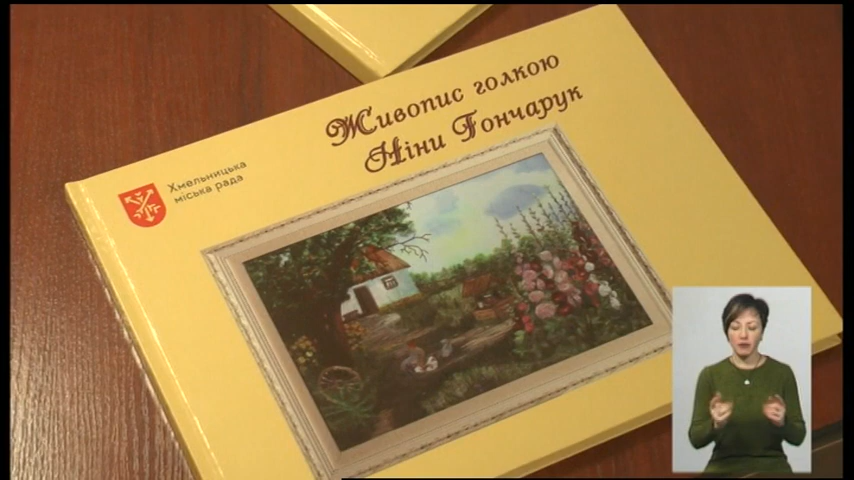 Живопис голкою
Ніни Гончарук
Хмельницька
міська рада